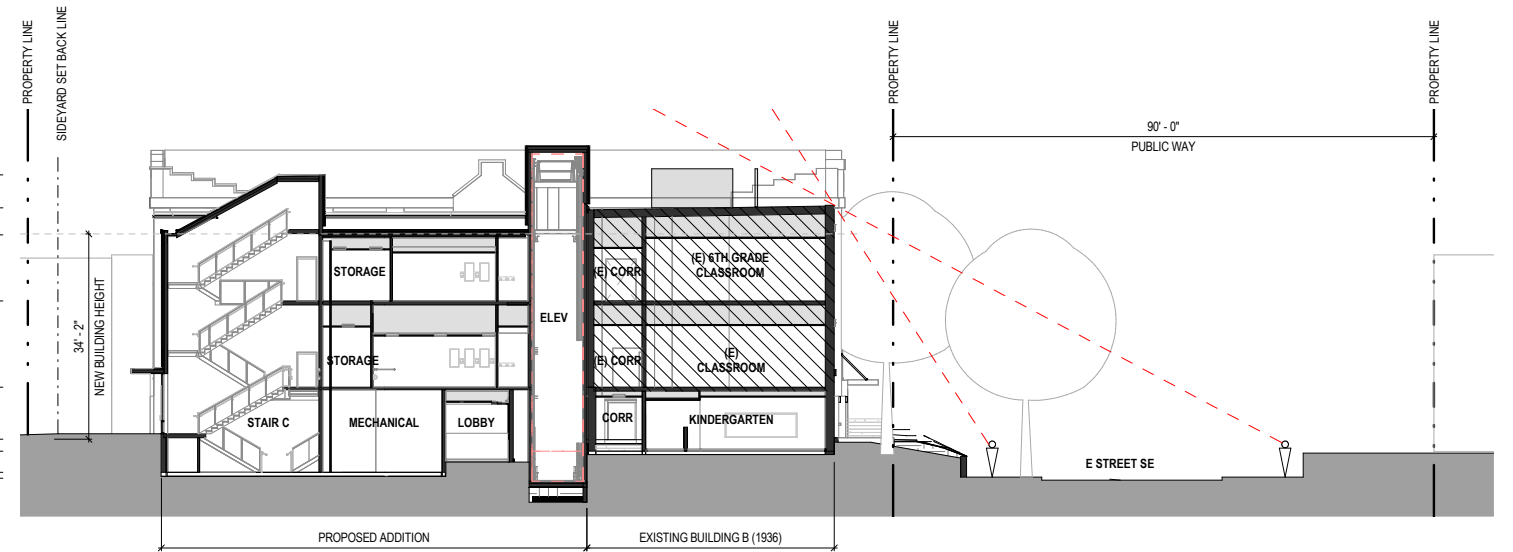 PROPERTY LINE
SIDEYARD SET BACK LINE
PROPERTY LINE
PROPERTY LINE
90' - 0"
PUBLIC WAY
34' - 2"
NEW BUILDING HEIGHT
STORAGE
(E) CORR
(E) 6TH GRADE
CLASSROOM
ELEV
STORAGE
(E) CORR
(E)
CLASSROOM
STAIR C
MECHANICAL
LOBBY
CORR
KINDERGARTEN
E STREET SE
PROPOSED ADDITION
EXISTING BUILDING B (1936)